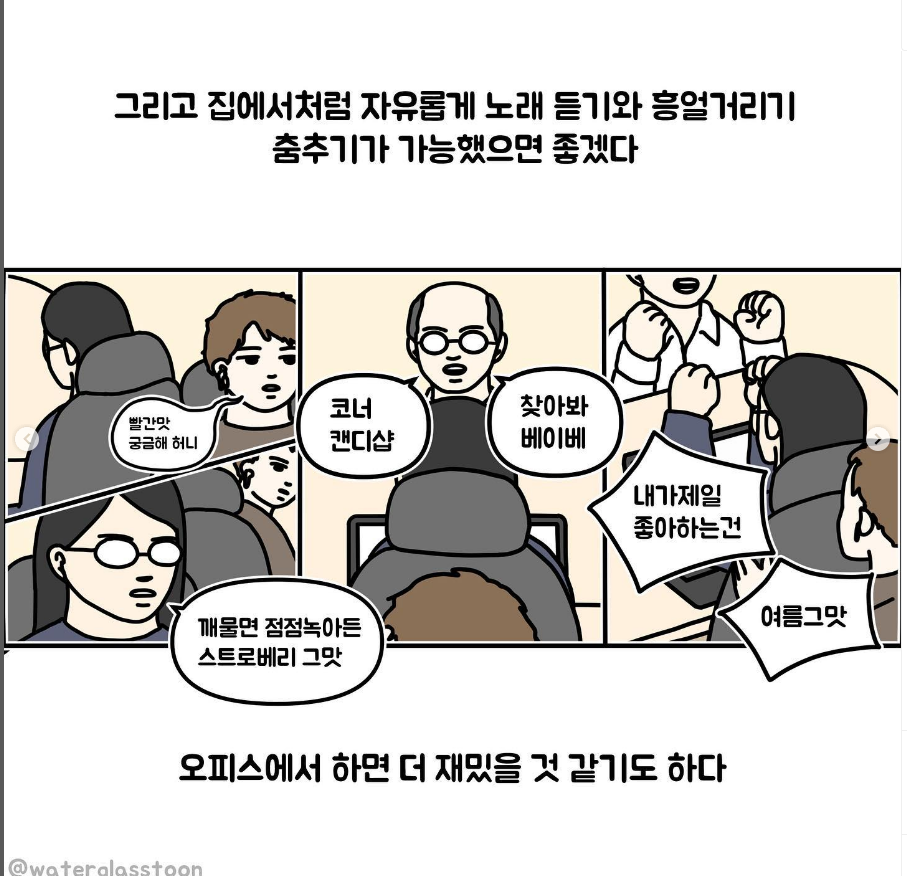 그리고 집에서처럼 자유롭게 노래 듣기와 흥얼거리기
춤추기가 가능했으면 좋겠다
빨간맛
궁금해 허니
깨물면 점점녹아든
스트로베리 그맛
코너
캔디샵
찾아봐
베이베
내가제일
좋아하는건
여름그맛
오피스에서 하면 더 재밌을 것 같기도 하다
@waterglasstoon